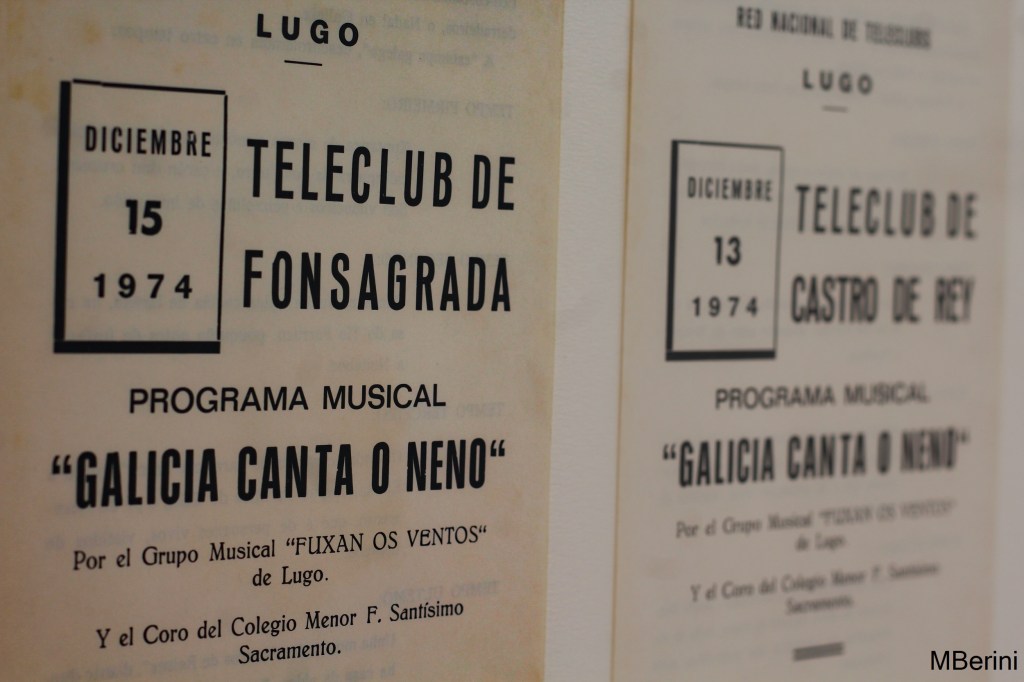 LUGO
DICIEMBRE
15
1974
TELECLUB DE
FONSAGRADA
PROGRAMA MUSICAL
“GALICIA CANTA O NENO“
Por el Grupo Musical “FUXAN OS VENTOS“
de Lugo.
Y el Coro del Colegio Menor F. Santísimo
Sacramento.
RED NACIONAL DE TELECLUBS
LUGO
DICIEMBRE
13
1974
TELECLUB DE
CASTRO DE REY
PROGRAMA MUSICAL
“GALICIA CANTA O NENO“
Por el Grupo Musical “FUXAN OS VENTOS“
de Lugo.
Y el Coro del Colegio Menor F. Santísimo
Sacramento.
MBerini